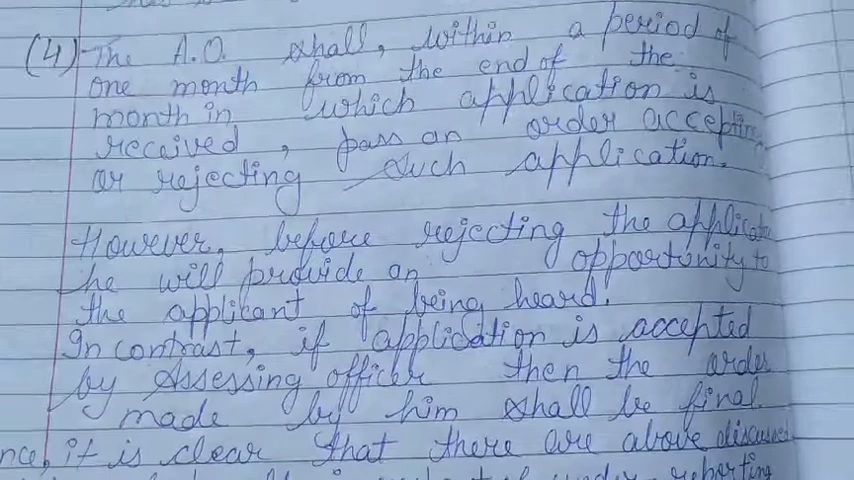 (4) The A.O. shall, within a period of
one month from the end of the
month in which application is
received, pass an order accepting
or rejecting such application.
However, before rejecting the
he will provide an opportunity to
the applicant of being heard.
In contrast, if application is accepted
by Assessing officer then the order
made by him shall be final.
it is clear that there are above discussed
reporting